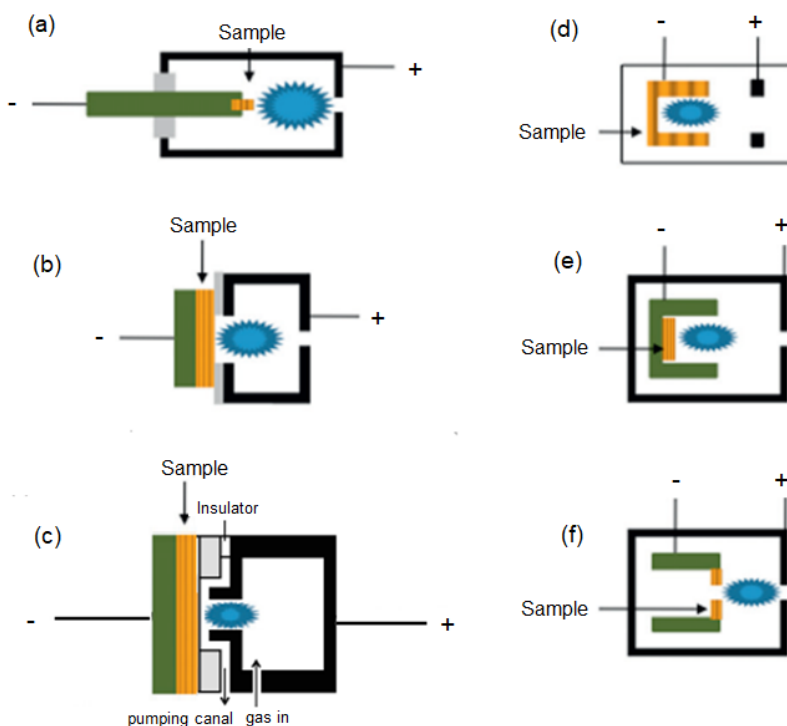 (a)
Sample
-
+
(b)
Sample
-
+
(c)
Sample
Insulator
-
+
pumping canal gas in
(d)
- +
Sample
(e)
- +
Sample
(f)
- +
Sample